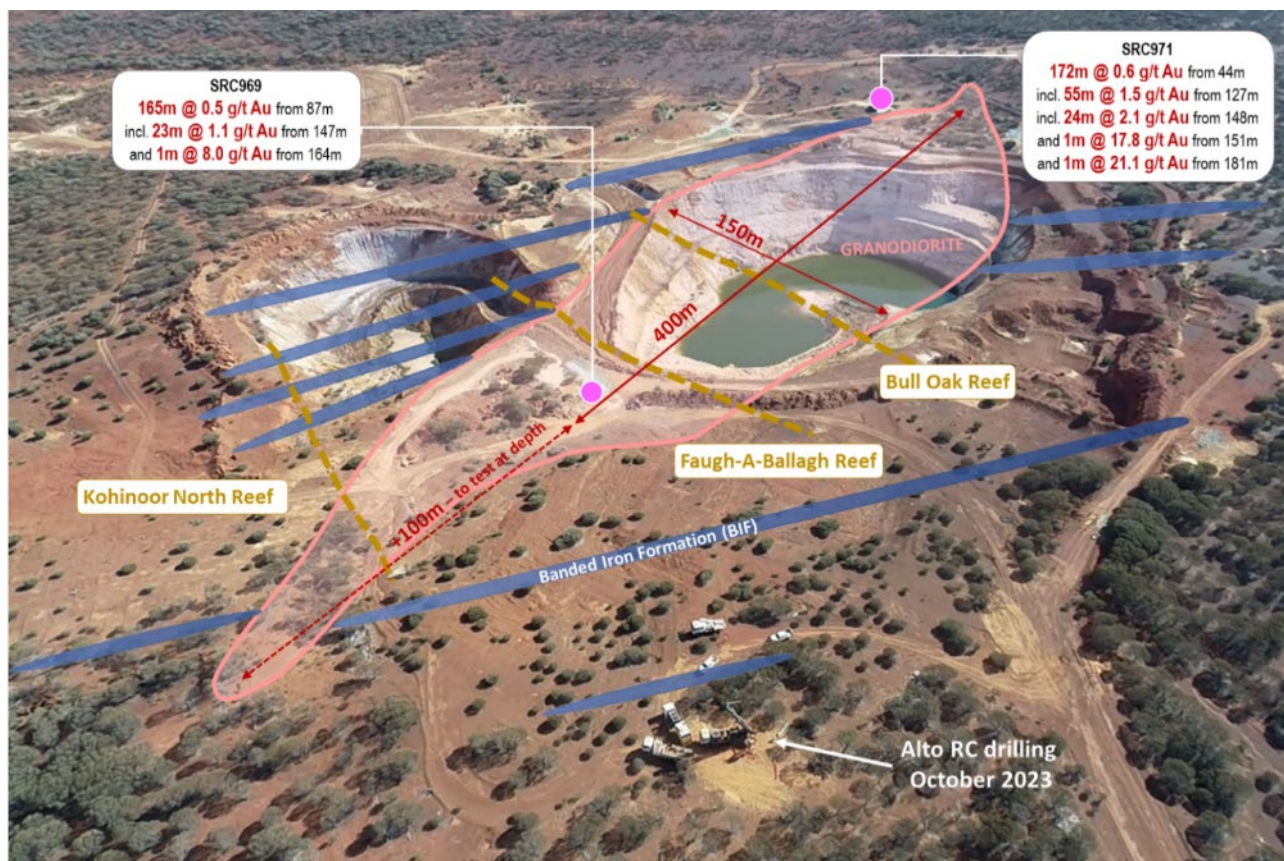 SRC969
165m @ 0.5 g/t Au from 87m
incl. 23m @ 1.1 g/t Au from 147m
and 1m @ 8.0 g/t Au from 164m
SRC971
172m @ 0.6 g/t Au from 44m
incl. 55m @ 1.5 g/t Au from 127m
incl. 24m @ 2.1 g/t Au from 148m
and 1m @ 17.8 g/t Au from 151m
and 1m @ 21.1 g/t Au from 181m
150m
GRANODIORITE
400m
Bull Oak Reef
Faugh-A-Ballagh Reef
Kohinoor North Reef
+100m – to test at depth
Banded Iron Formation (BIF)
Alto RC drilling
October 2023